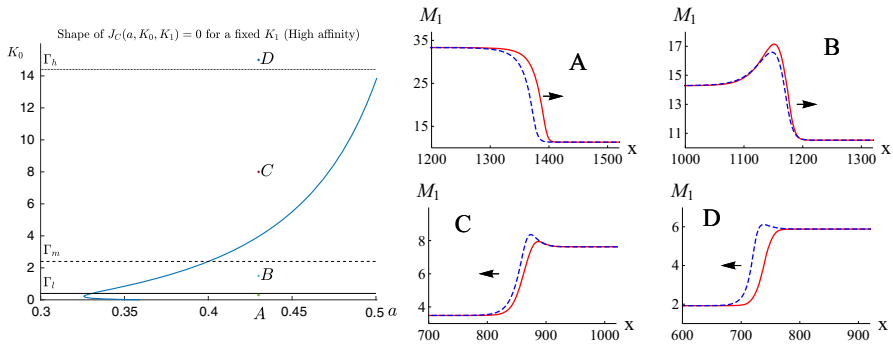 Shape of J_C(a, K_0, K_1) = 0 for a fixed K_1 (High affinity)
K_0
14
12
10
8
6
4
2
0
0.3
0.35
0.4
0.45
0.5
a
Γ_h
Γ_m
Γ_l
D
C
B
A
M_1
35
25
15
1200
1300
1400
1500
x
A
M_1
17
15
13
11
1000
1100
1200
1300
x
B
M_1
8
6
4
700
800
900
1000
x
C
M_1
6
4
2
600
700
800
900
x
D